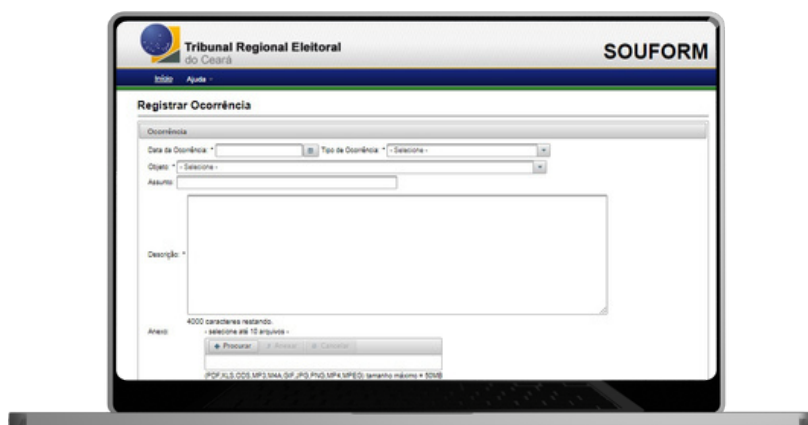 Tribunal Regional Eleitoral
do Ceará
SOUFORM
Início Ajuda
Registrar Ocorrência
Ocorrência
Data da Ocorrência: * Tipo de Ocorrência: * - Selecione -
Objeto: * - Selecione -
Assunto:
Descrição: *
4000 caracteres restando.
Anexo: - selecione até 10 arquivos -
+ Procurar Anexar Cancelar
(PDF,XLS,ODS,MP3,M4A,GIF,JPG,PNG,MP4,MPEG); tamanho máximo = 50MB